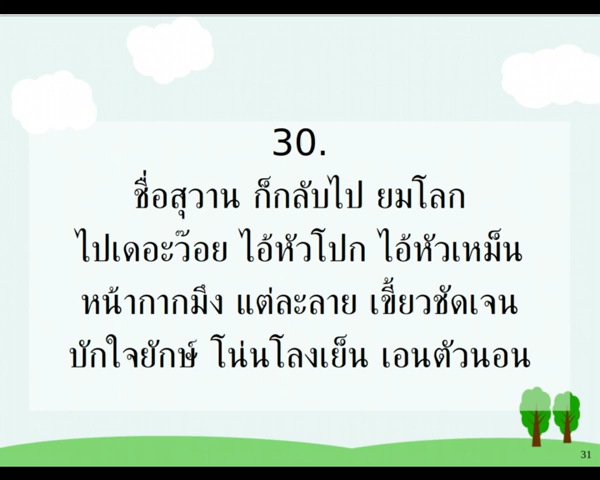 30.
ชื่อสุวาน ก็กลับไป ยมโลก
ไปเดอะว๊อย ไอ้หัวโปก ไอ้หัวเหม็น
หน้ากากมึง แต่ละลาย เขี้ยวชัดเจน
บักใจยักษ์ โน่นโลงเย็น เอนตัวนอน
31